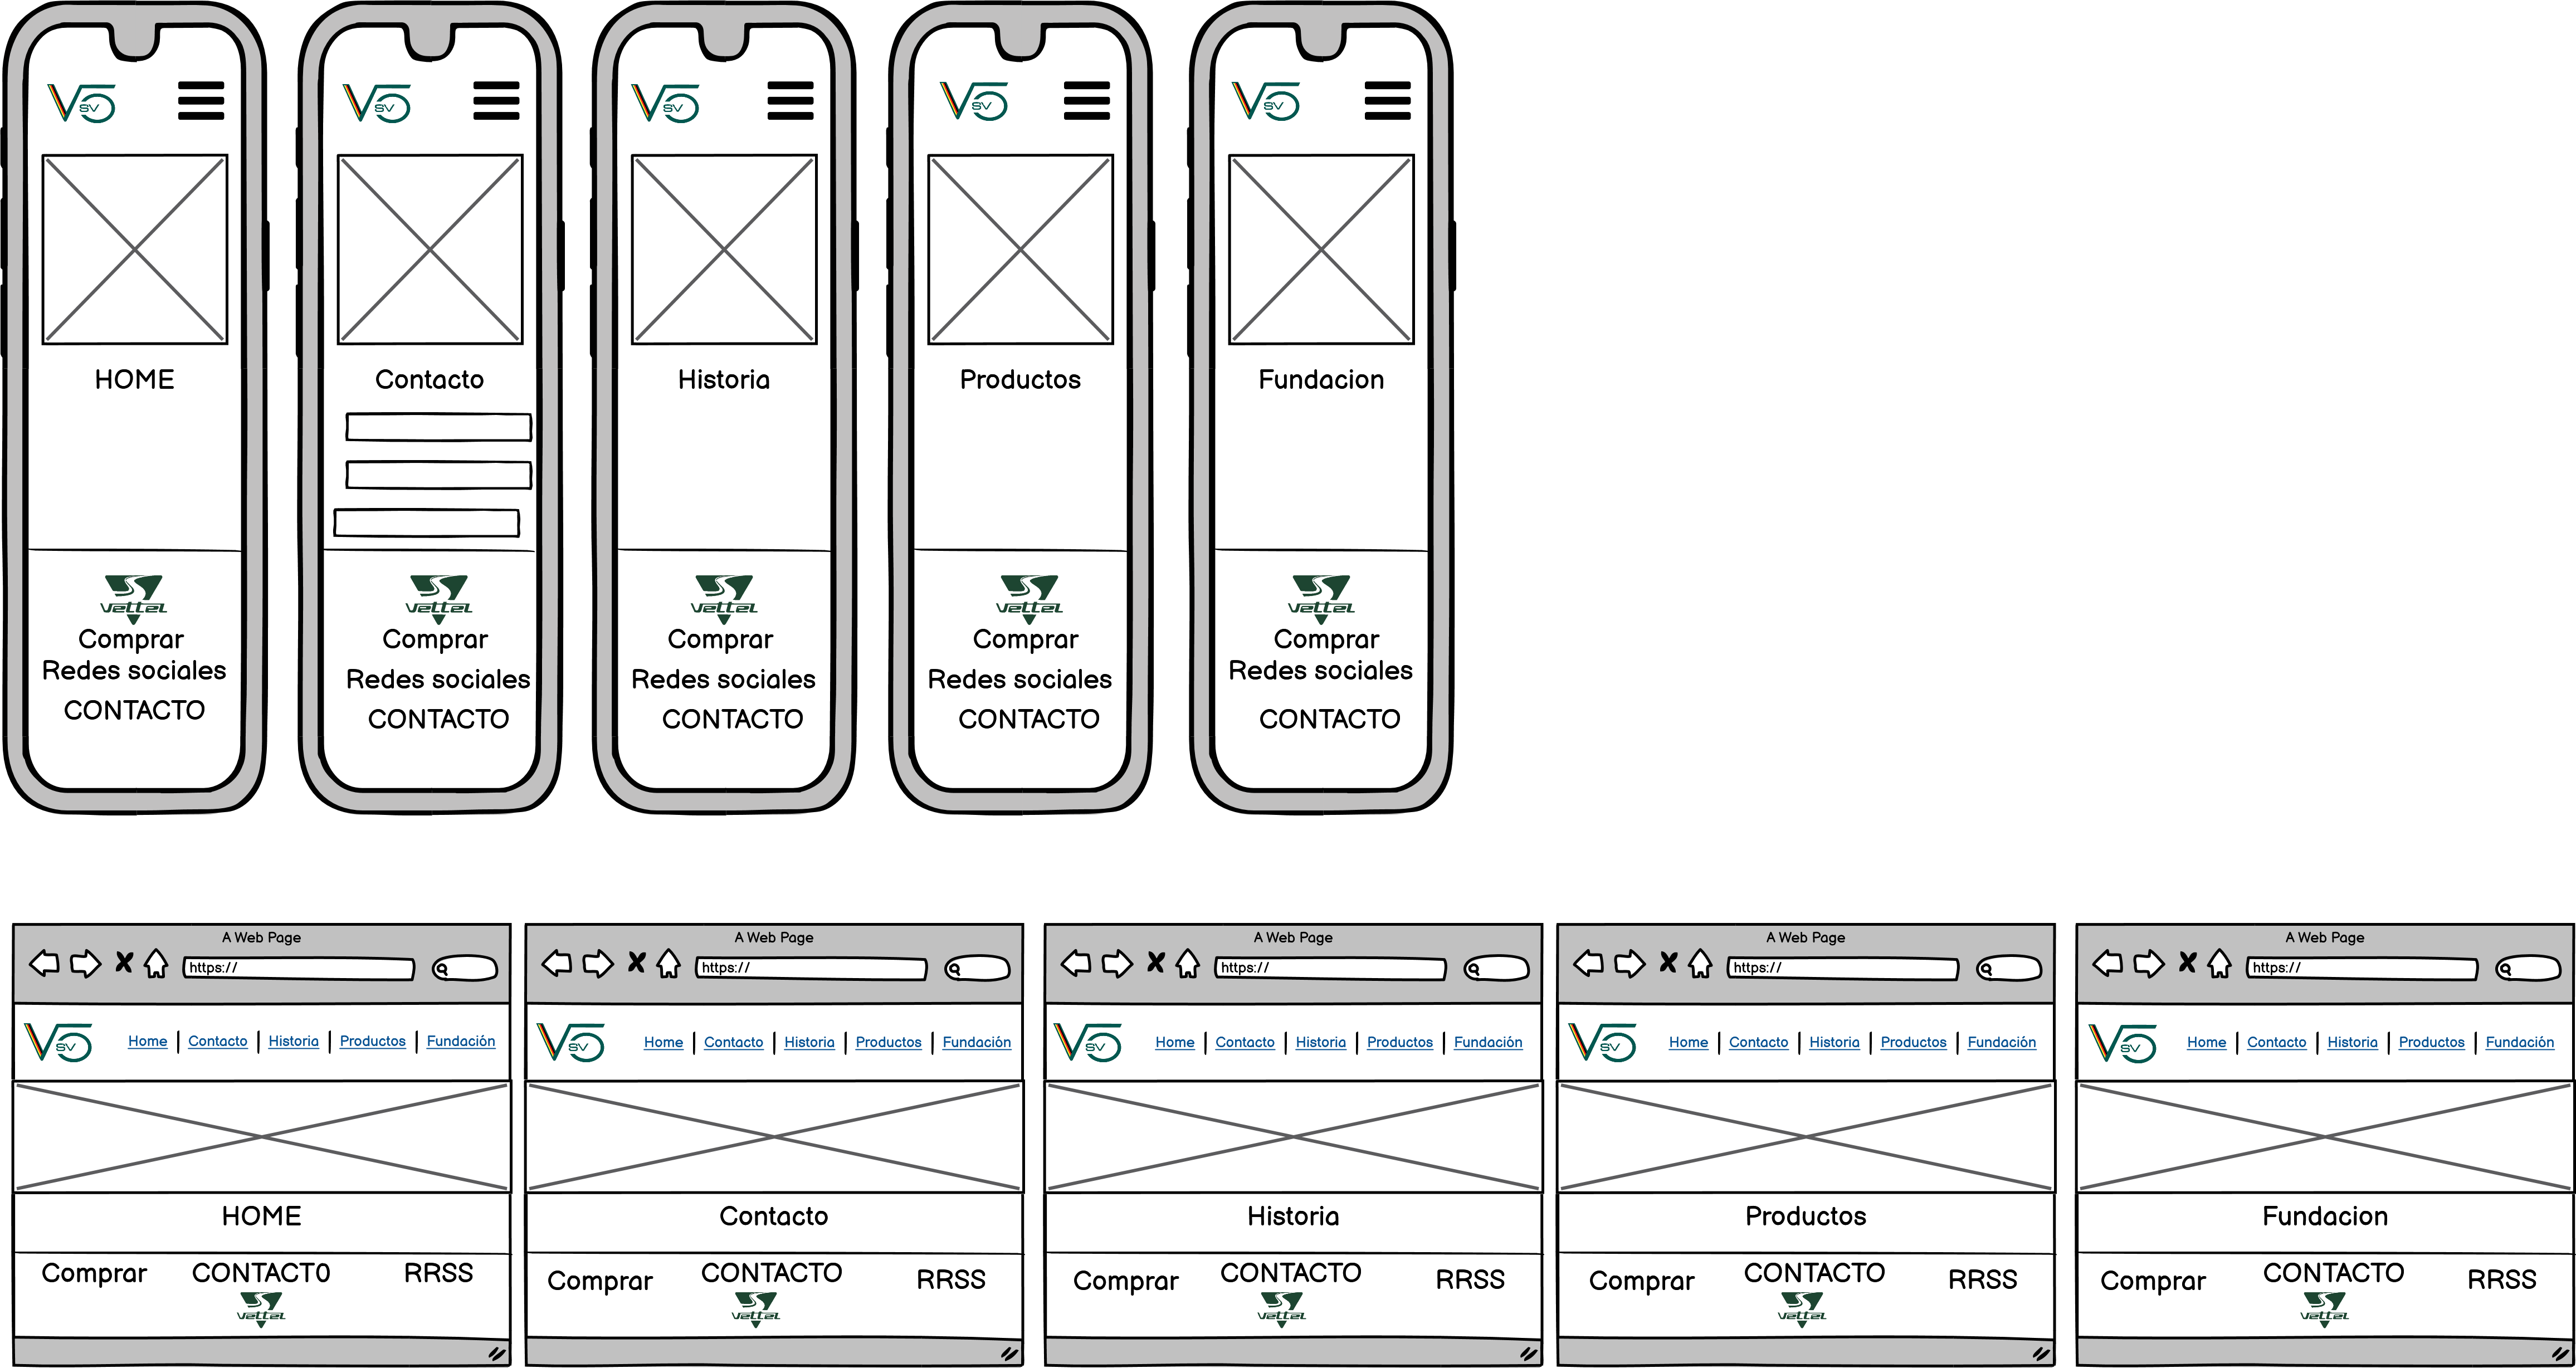 SV
HOME
vettel
Comprar
Redes sociales
CONTACTO
SV
Contacto
vettel
Comprar
Redes sociales
CONTACTO
SV
Historia
vettel
Comprar
Redes sociales
CONTACTO
SV
Productos
vettel
Comprar
Redes sociales
CONTACTO
SV
Fundacion
vettel
Comprar
Redes sociales
CONTACTO
A Web Page
https://
SV Home Contacto Historia Productos Fundación
HOME
Comprar CONTACT0 RRSS
vettel
A Web Page
https://
SV Home Contacto Historia Productos Fundación
Contacto
Comprar CONTACTO RRSS
vettel
A Web Page
https://
SV Home Contacto Historia Productos Fundación
Historia
Comprar CONTACTO RRSS
vettel
A Web Page
https://
SV Home Contacto Historia Productos Fundación
Productos
Comprar CONTACTO RRSS
vettel
A Web Page
https://
SV Home Contacto Historia Productos Fundación
Fundacion
Comprar CONTACTO RRSS
vettel